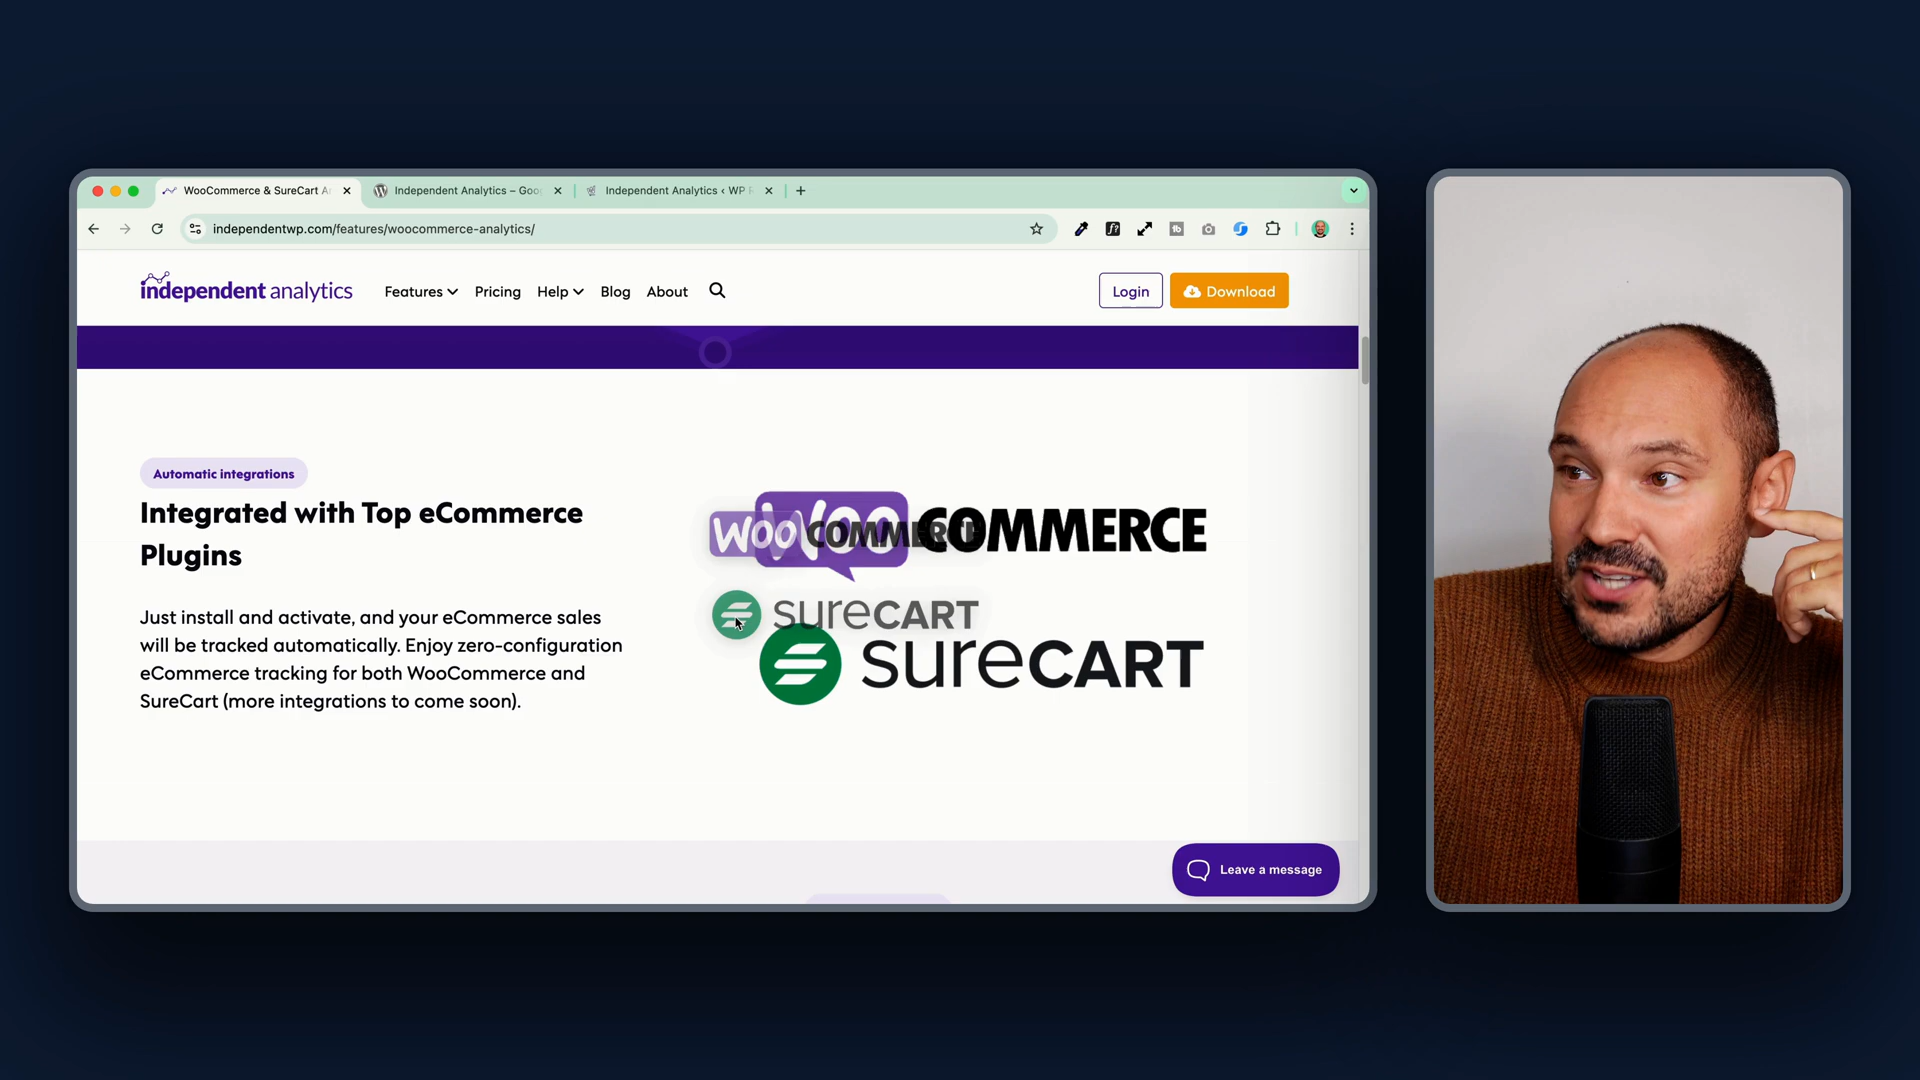 WooCommerce & SureCart A
Independent Analytics – Goo
Independent Analytics ‹ WP
independentwp.com/features/woocommerce-analytics/
independent analytics
Features
Pricing
Help
Blog
About
Login
Download
Automatic integrations
Integrated with Top eCommerce
Plugins
Just install and activate, and your eCommerce sales
will be tracked automatically. Enjoy zero-configuration
eCommerce tracking for both WooCommerce and
SureCart (more integrations to come soon).
WOO COMMERCE
WOO COMMERCE
sureCART
sureCART
Leave a message